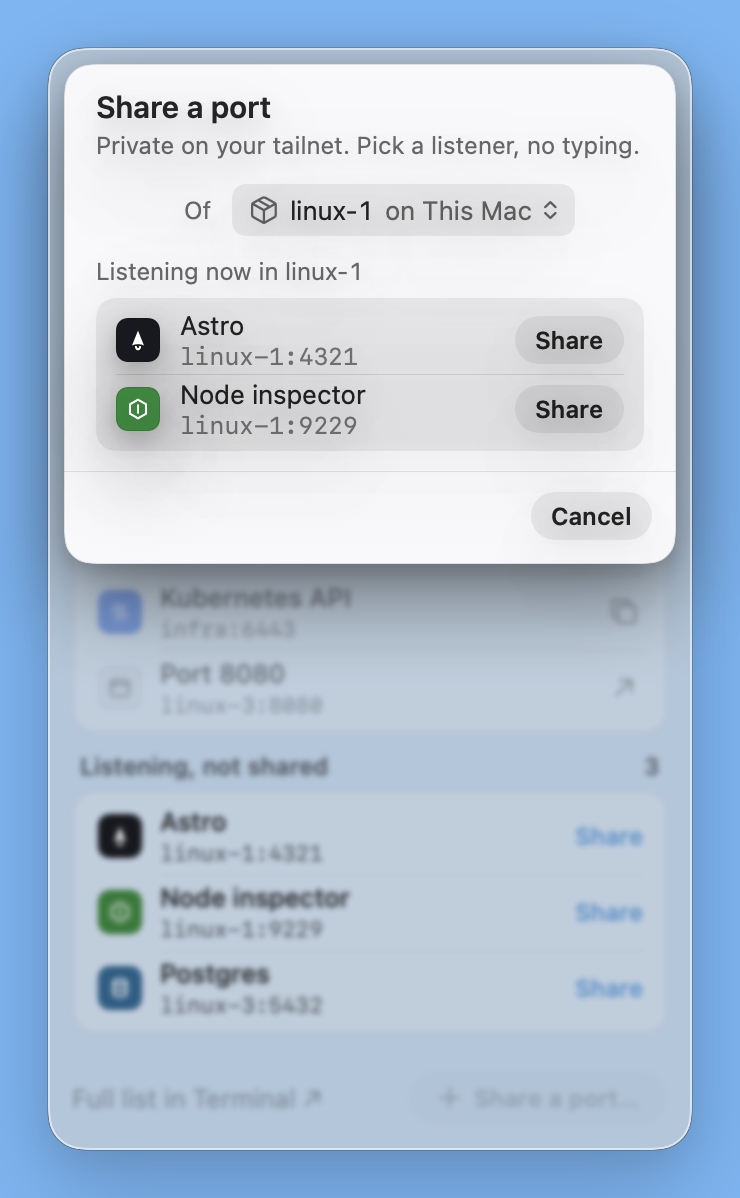 Share a port
Private on your tailnet. Pick a listener, no typing.
Of linux-1 on This Mac
Listening now in linux-1
Astro
linux-1:4321
Share
Node inspector
linux-1:9229
Share
Cancel
Kubernetes API
infra:6443
Port 8080
linux-3:8080
Listening, not shared 3
Astro
linux-1:4321
Share
Node inspector
linux-1:9229
Share
Postgres
linux-3:5432
Share
Full list in Terminal ↗
+ Share a port...